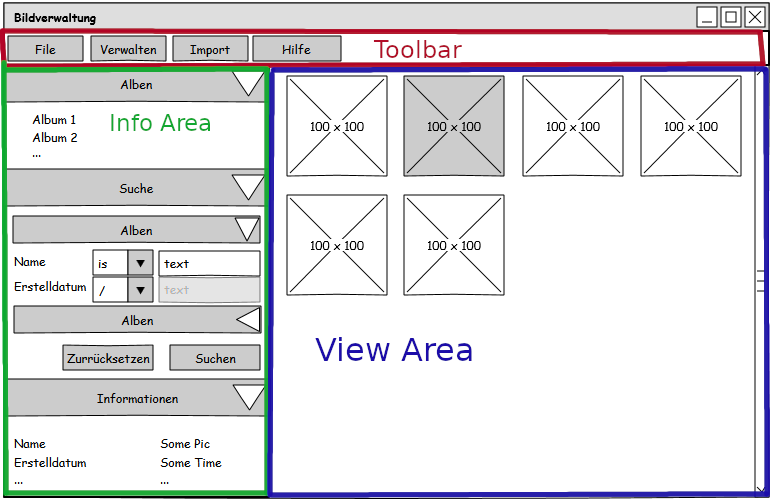 Bildverwaltung
File Verwalten Import Hilfe Toolbar
Alben
Album 1
Info Area
Album 2
...
Suche
Alben
Name is text
Erstelldatum / text
Alben
Zurrücksetzen Suchen
Informationen
Name Some Pic
Erstelldatum Some Time
... ...
100 x 100 100 x 100 100 x 100 100 x 100
100 x 100 100 x 100
View Area